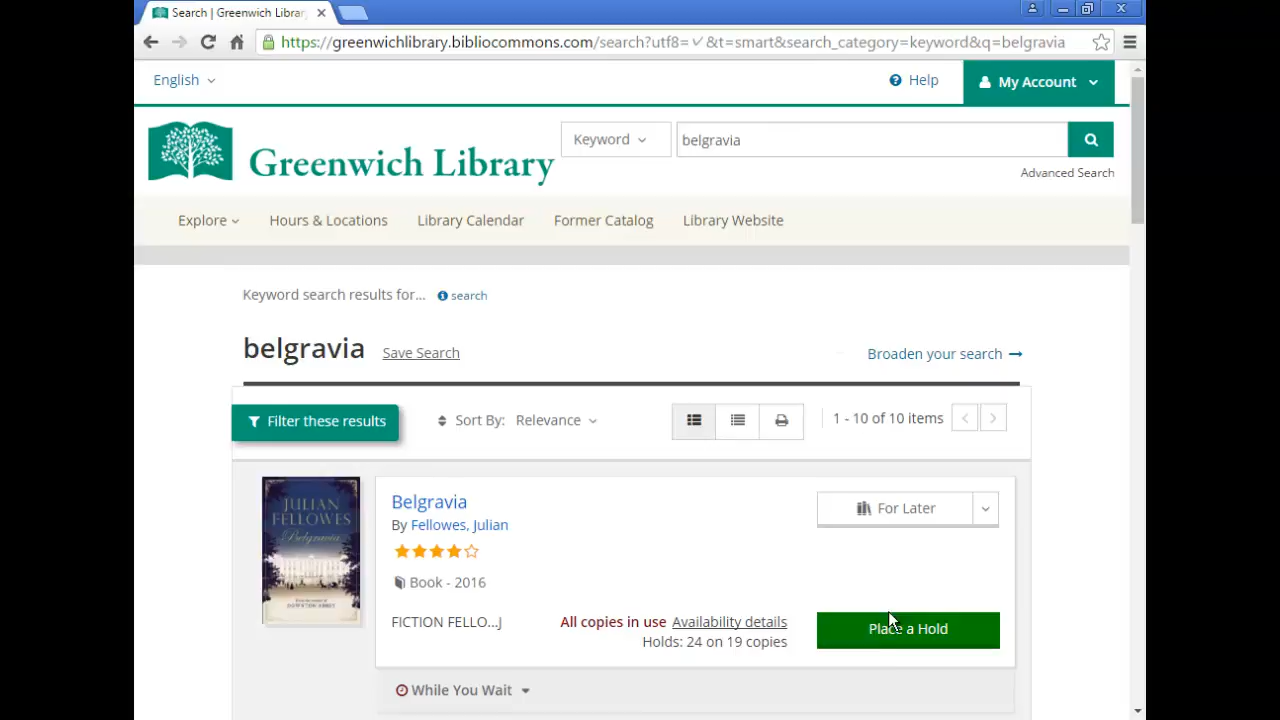 Search | Greenwich Librar
https://greenwichlibrary.bibliocommons.com/search?utf8=✓&t=smart&search_category=keyword&q=belgravia
English
Help
My Account
Greenwich Library
Keyword
belgravia
Advanced Search
Explore
Hours & Locations
Library Calendar
Former Catalog
Library Website
Keyword search results for... search
belgravia
Save Search
Broaden your search
Filter these results
Sort By: Relevance
1 - 10 of 10 items
JULIAN
FELLOWES
Belgravia
DOWNTON ABBEY
Belgravia
By Fellowes, Julian
Book - 2016
FICTION FELLO...J
For Later
All copies in use Availability details
Holds: 24 on 19 copies
Place a Hold
While You Wait